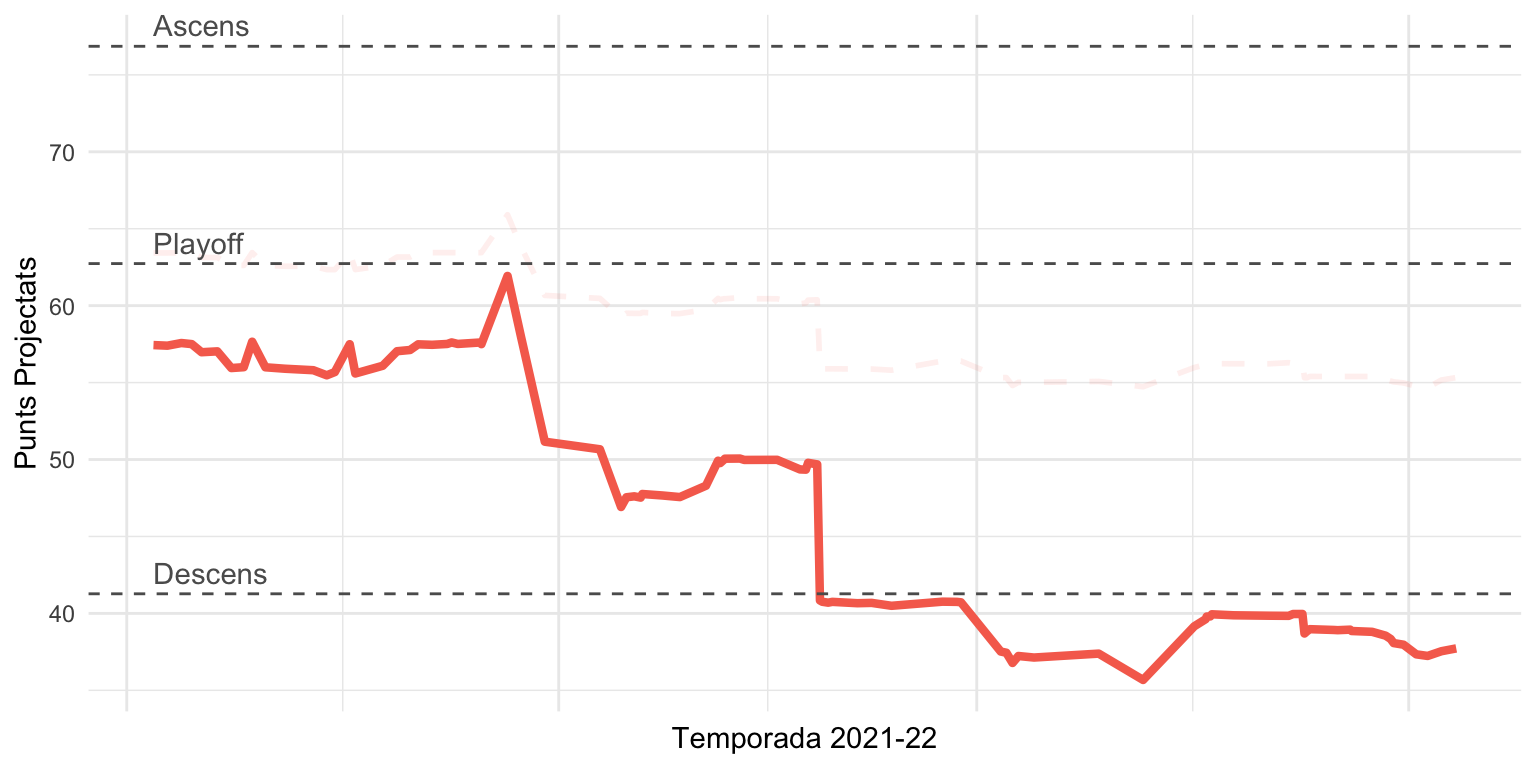 Ascens
70
Playoff
60
50
Descens
40
Punts Projectats
Temporada 2021-22